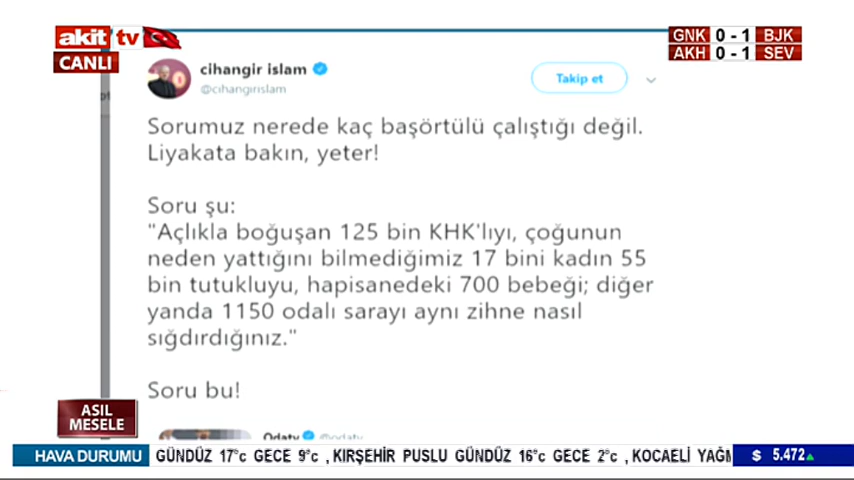 akit tv
CANLI
GNK 0 - 1 BJK
AKH 0 - 1 SEV
cihangir islam
@cihangirislam
Takip et
Sorumuz nerede kaç başörtülü çalıştığı değil.
Liyakata bakın, yeter!
Soru şu:
"Açlıkla boğuşan 125 bin KHK'lıyı, çoğunun
neden yattığını bilmediğimiz 17 bini kadın 55
bin tutukluyu, hapisanedeki 700 bebeği; diğer
yanda 1150 odalı sarayı aynı zihne nasıl
sığdırdığınız."
Soru bu!
Odatv @odatv
ASIL
MESELE
HAVA DURUMU GÜNDÜZ 17°c GECE 9°c , KIRŞEHİR PUSLU GÜNDÜZ 16°c GECE 2°c , KOCAELİ YAĞM $ 5.472